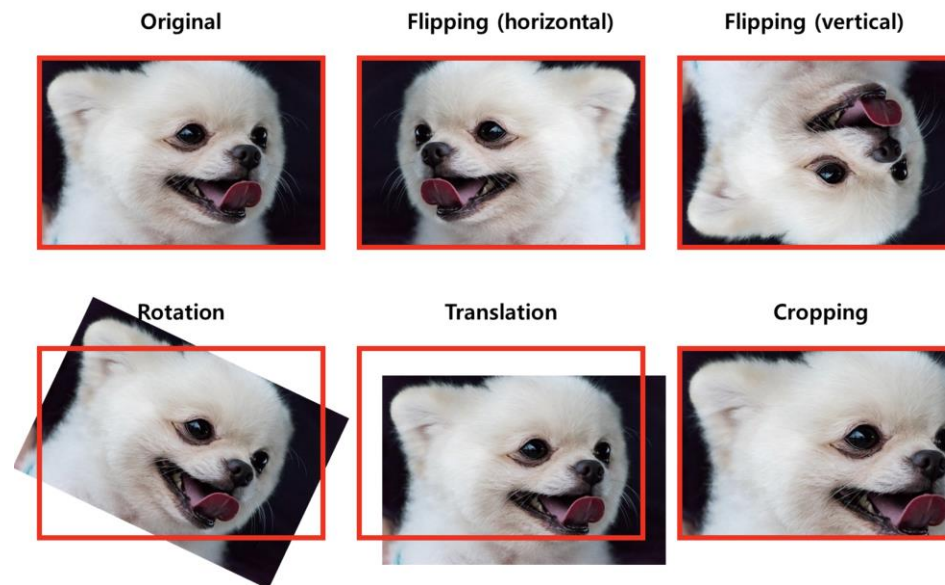 Original
Flipping (horizontal)
Flipping (vertical)
Rotation
Translation
Cropping